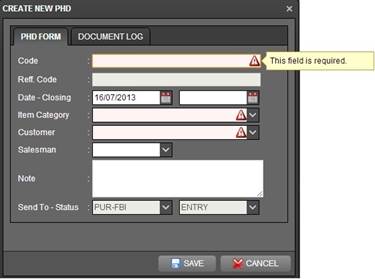 CREATE NEW PHD
PHD FORM DOCUMENT LOG
Code : This field is required.
Reff. Code :
Date - Closing : 16/07/2013
Item Category :
Customer :
Salesman :
Note :
Send To - Status : PUR-FBI ENTRY
SAVE CANCEL